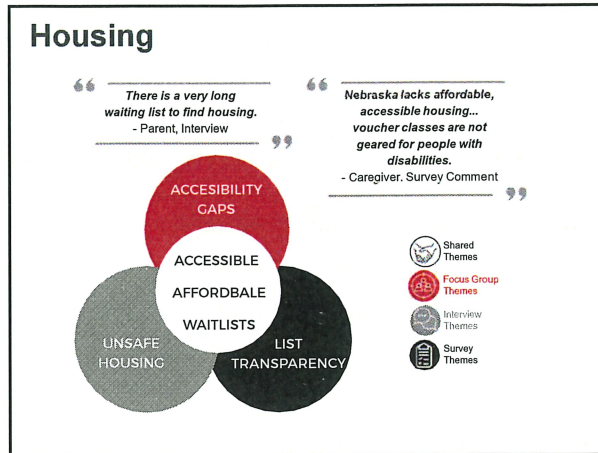 Housing
There is a very long
waiting list to find housing.
- Parent, Interview
Nebraska lacks affordable,
accessible housing...
voucher classes are not
geared for people with
disabilities.
- Caregiver. Survey Comment
ACCESIBILITY
GAPS
ACCESSIBLE
AFFORDBALE
WAITLISTS
UNSAFE
HOUSING
LIST
TRANSPARENCY
Shared
Themes
Focus Group
Themes
Interview
Themes
Survey
Themes